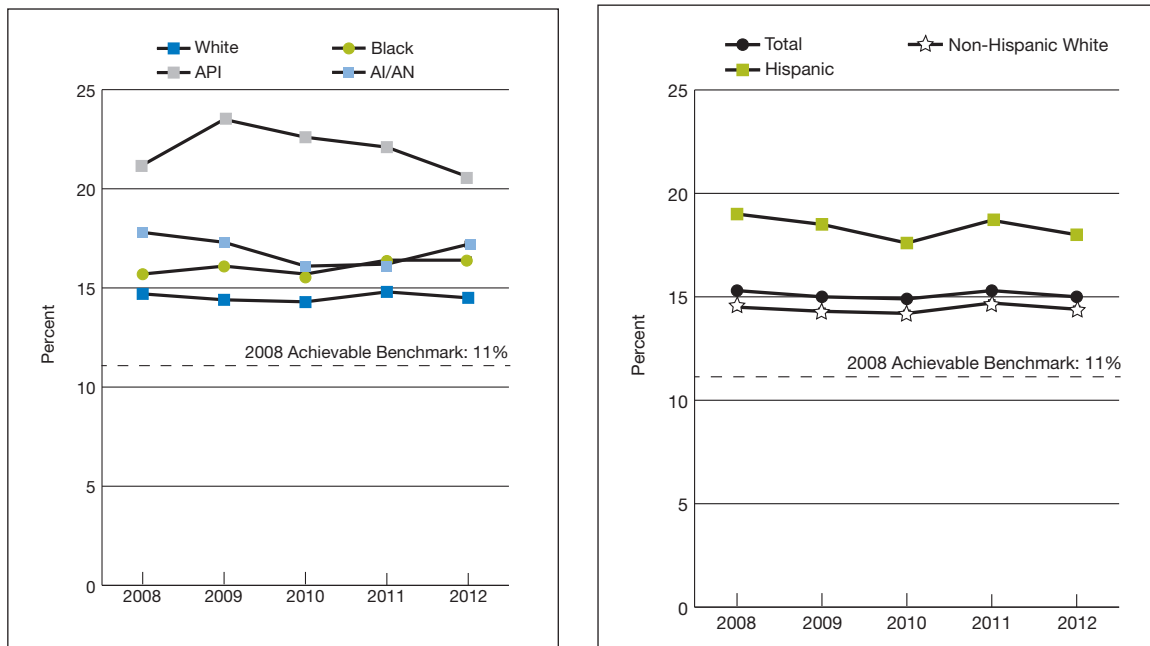 White Black
API AI/AN
25
20
15
10
5
0
Percent
2008 Achievable Benchmark: 11%
2008 2009 2010 2011 2012
Total Non-Hispanic White
Hispanic
25
20
15
10
5
0
Percent
2008 Achievable Benchmark: 11%
2008 2009 2010 2011 2012